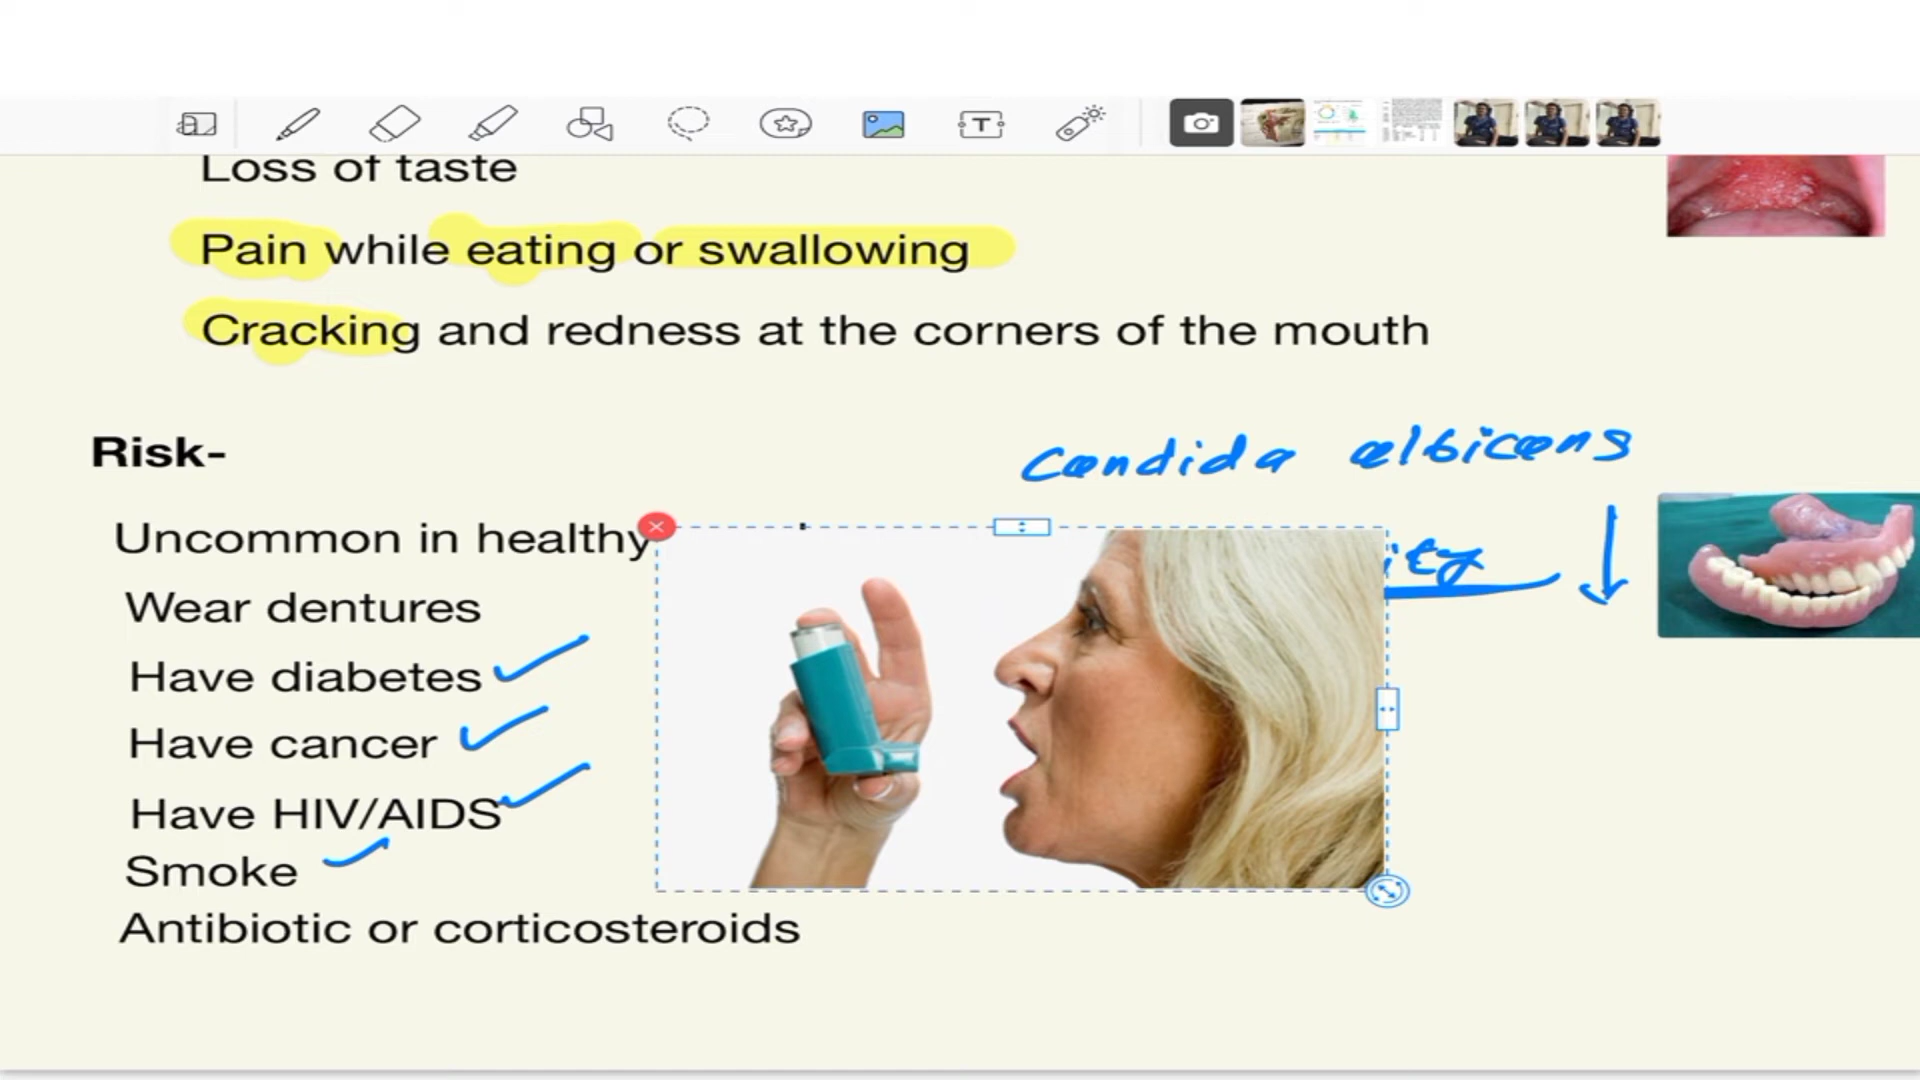 Loss of taste
Pain while eating or swallowing
Cracking and redness at the corners of the mouth
Risk-
Candida albicans
Uncommon in healthy
Wear dentures
Have diabetes
Have cancer
Have HIV/AIDS
Smoke
Antibiotic or corticosteroids